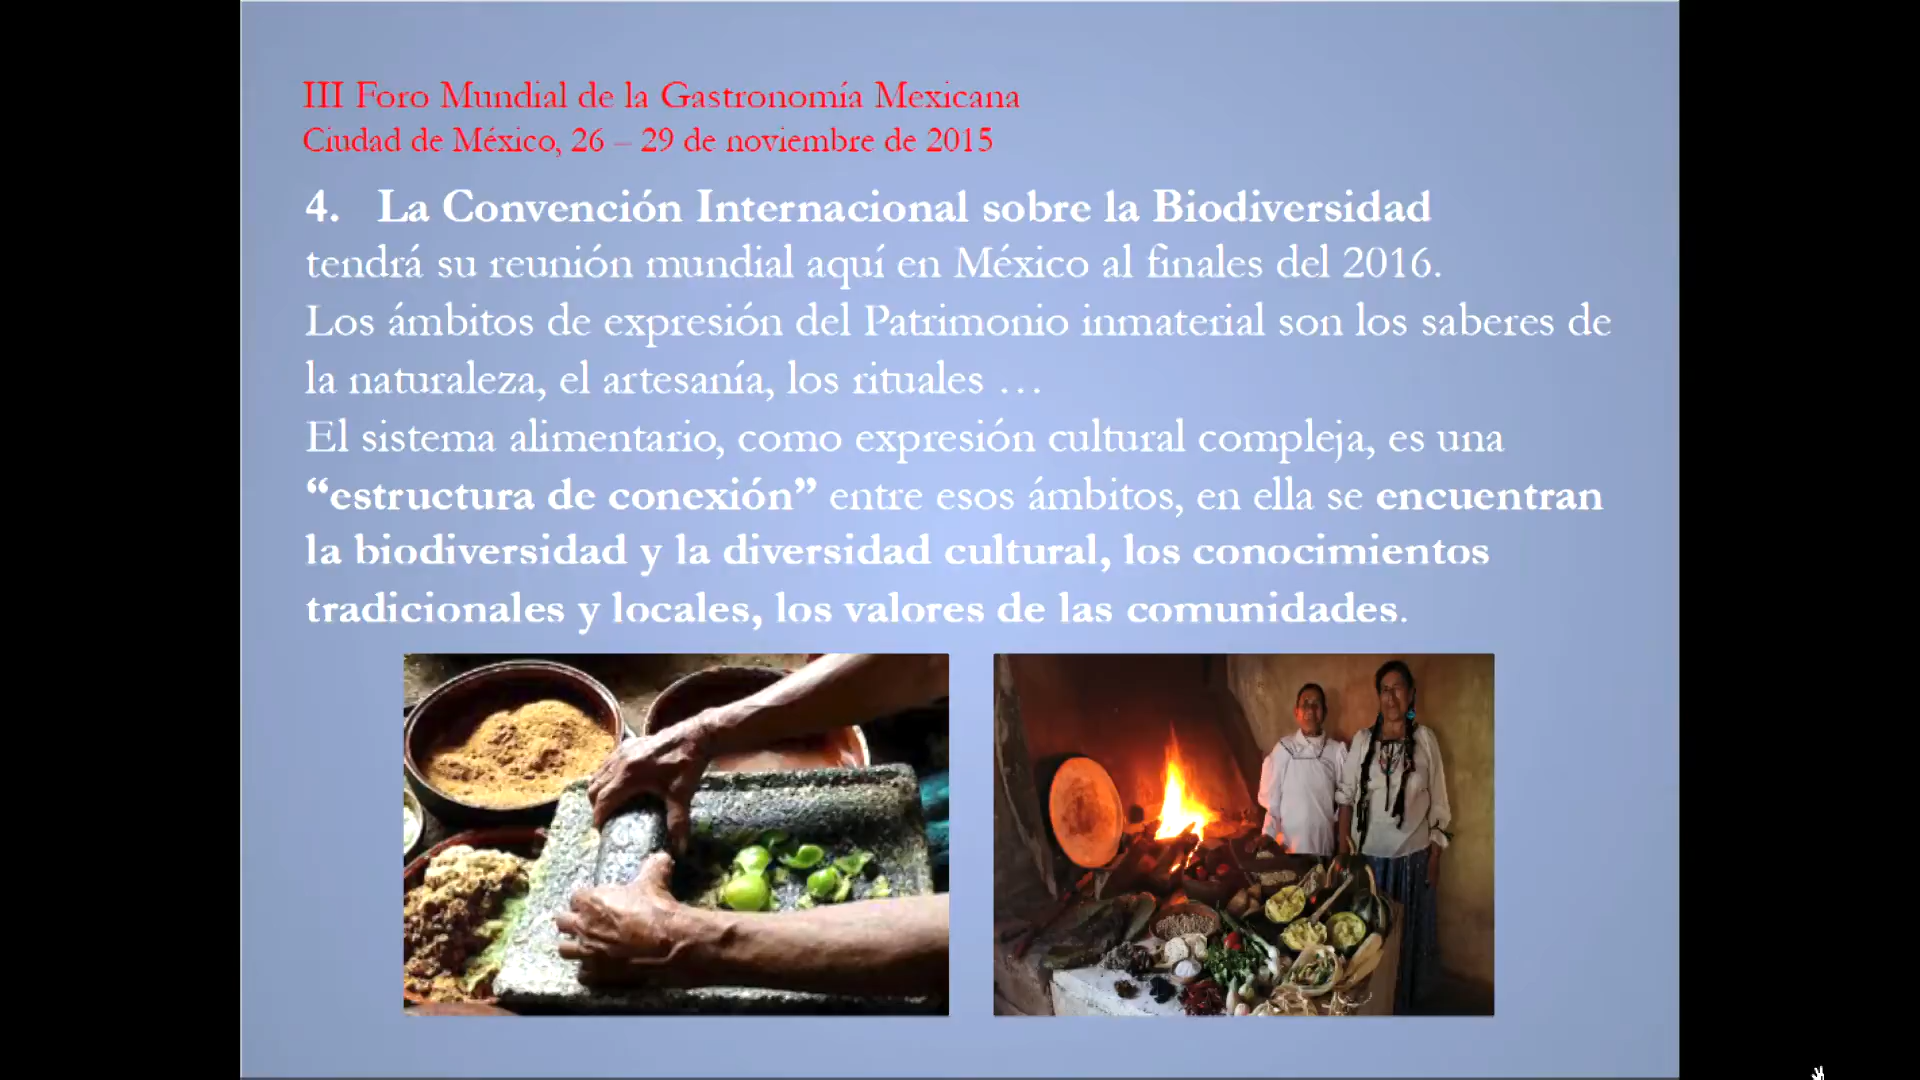 III Foro Mundial de la Gastronomía Mexicana
Ciudad de México, 26 – 29 de noviembre de 2015
4. La Convención Internacional sobre la Biodiversidad
tendrá su reunión mundial aquí en México al finales del 2016.
Los ámbitos de expresión del Patrimonio inmaterial son los saberes de
la naturaleza, el artesanía, los rituales …
El sistema alimentario, como expresión cultural compleja, es una
“estructura de conexión” entre esos ámbitos, en ella se encuentran
la biodiversidad y la diversidad cultural, los conocimientos
tradicionales y locales, los valores de las comunidades.